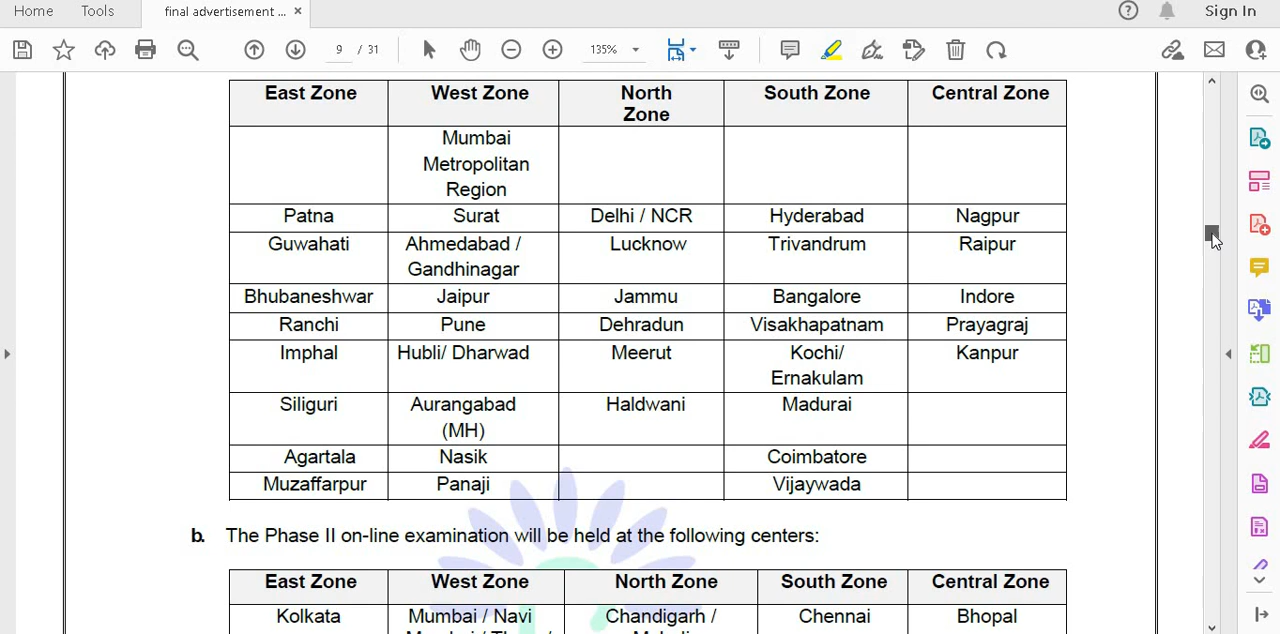 Home Tools final advertisement ... × Sign In
9 / 31 135%
East Zone West Zone North Zone South Zone Central Zone
Mumbai
Metropolitan
Region
Patna Surat Delhi / NCR Hyderabad Nagpur
Guwahati Ahmedabad / Gandhinagar Lucknow Trivandrum Raipur
Bhubaneshwar Jaipur Jammu Bangalore Indore
Ranchi Pune Dehradun Visakhapatnam Prayagraj
Imphal Hubli/ Dharwad Meerut Kochi/ Ernakulam Kanpur
Siliguri Aurangabad (MH) Haldwani Madurai
Agartala Nasik Coimbatore
Muzaffarpur Panaji Vijaywada
b. The Phase II on-line examination will be held at the following centers:
East Zone West Zone North Zone South Zone Central Zone
Kolkata Mumbai / Navi Chandigarh / Chennai Bhopal